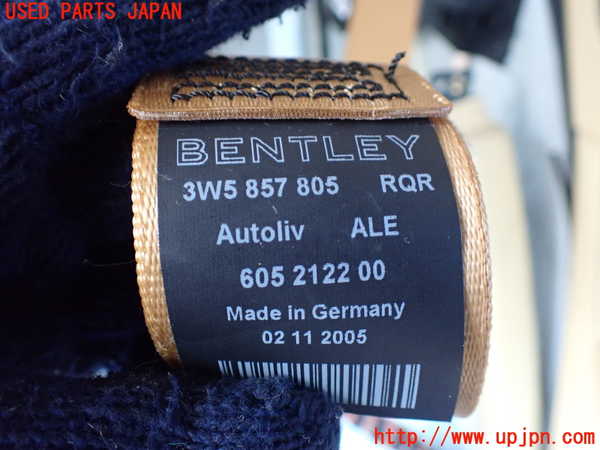 USED PARTS JAPAN
BENTLEY
3W5 857 805 RQR
Autoliv ALE
605 2122 00
Made in Germany
02 11 2005
http://www.upjpn.com/